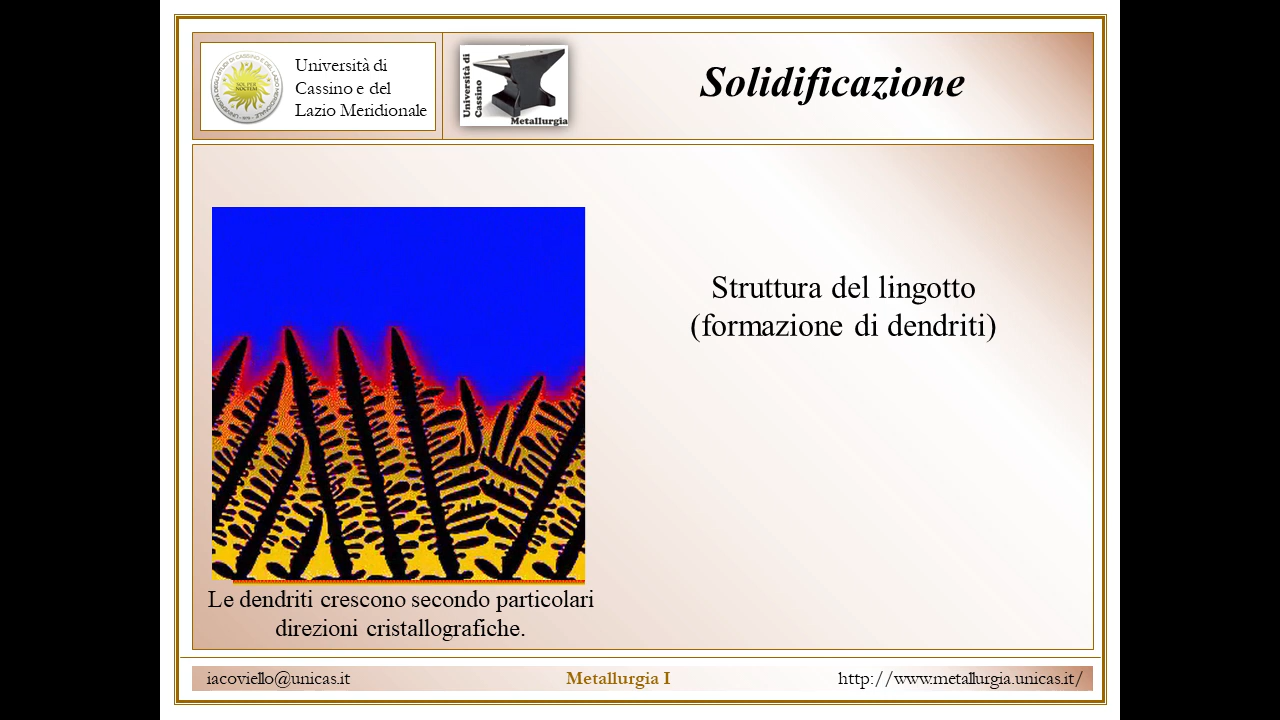 Università di
Cassino e del
Lazio Meridionale
Università di
Cassino
Metallurgia
Solidificazione
Struttura del lingotto
(formazione di dendriti)
Le dendriti crescono secondo particolari
direzioni cristallografiche.
iacoviello@unicas.it
Metallurgia I
http://www.metallurgia.unicas.it/